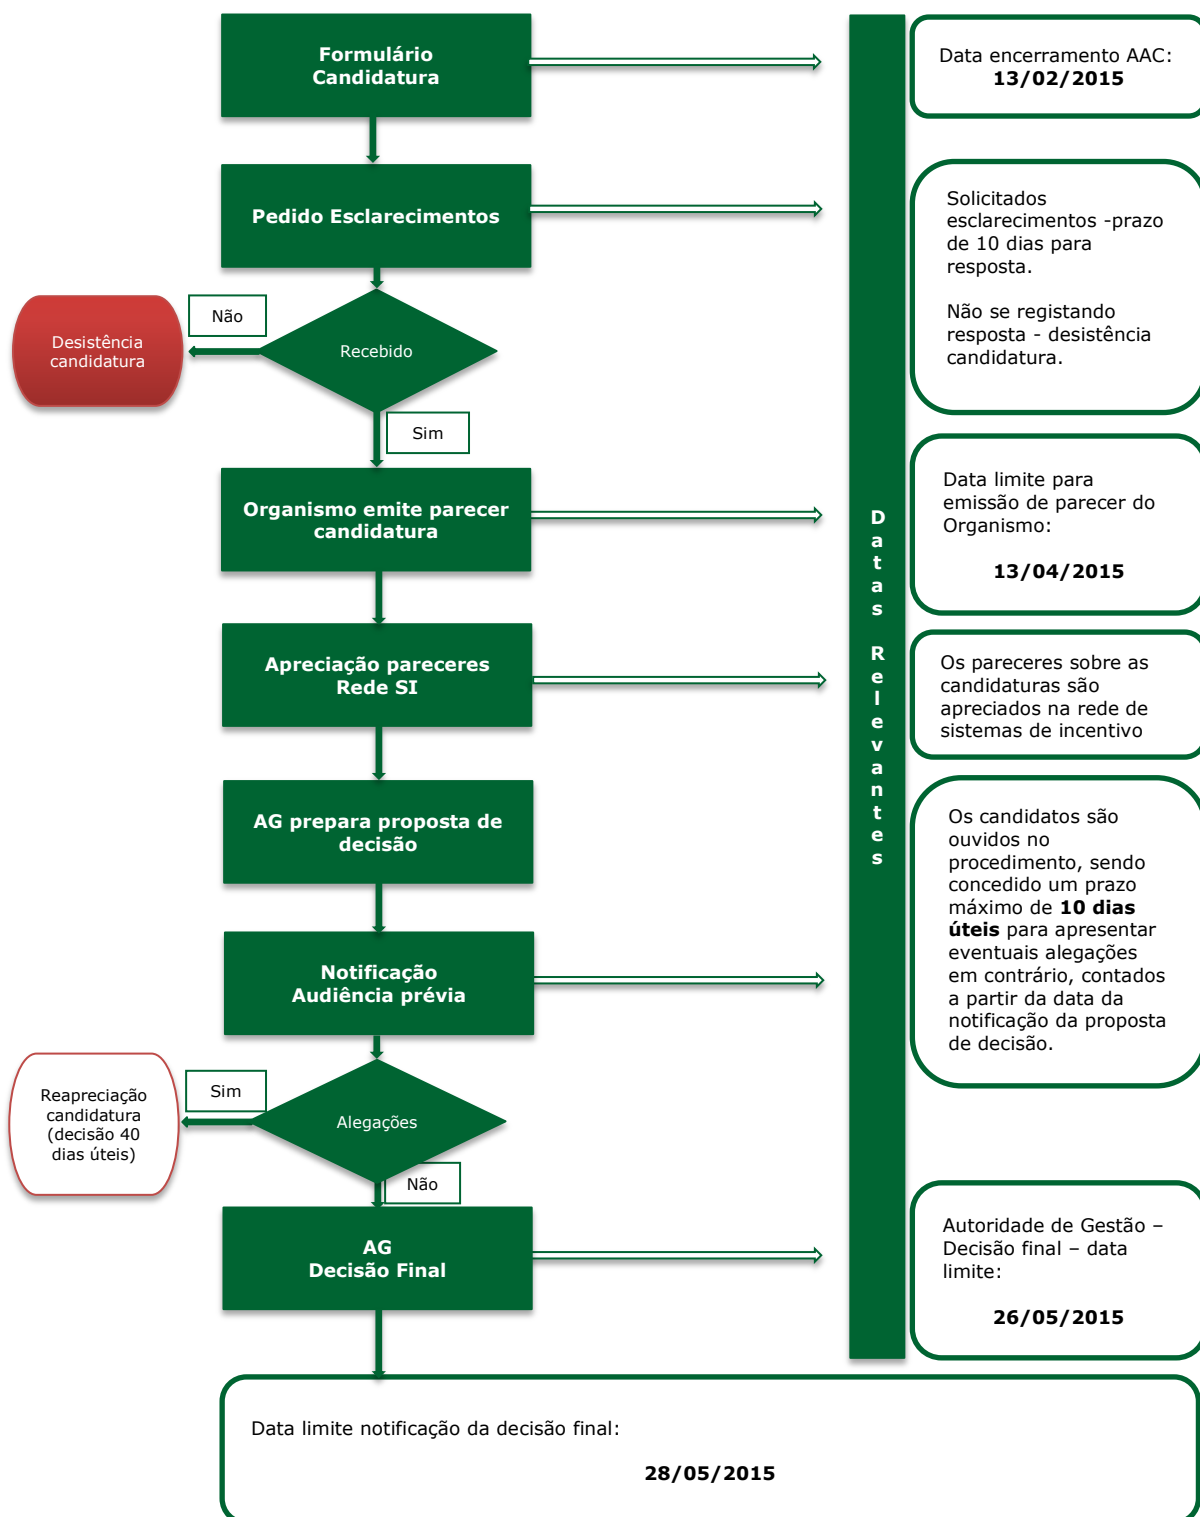 Formulário
Candidatura
Data encerramento AAC:
13/02/2015
Pedido Esclarecimentos
Solicitados
esclarecimentos -prazo
de 10 dias para
resposta.
Não se registando
resposta - desistência
candidatura.
Não
Desistência
candidatura
Recebido
Sim
Organismo emite parecer
candidatura
Data limite para
emissão de parecer do
Organismo:
13/04/2015
Datas Relevantes
Apreciação pareceres
Rede SI
Os pareceres sobre as
candidaturas são
apreciados na rede de
sistemas de incentivo
AG prepara proposta de
decisão
Os candidatos são
ouvidos no
procedimento, sendo
concedido um prazo
máximo de 10 dias
úteis para apresentar
eventuais alegações
em contrário, contados
a partir da data da
notificação da proposta
de decisão.
Notificação
Audiência prévia
Sim
Reapreciação
candidatura
(decisão 40
dias úteis)
Alegações
Não
AG
Decisão Final
Autoridade de Gestão –
Decisão final – data
limite:
26/05/2015
Data limite notificação da decisão final:
28/05/2015